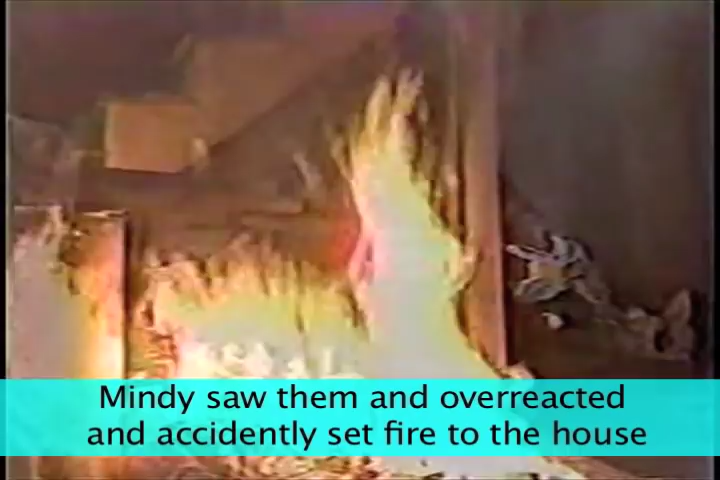 Mindy saw them and overreacted
and accidently set fire to the house